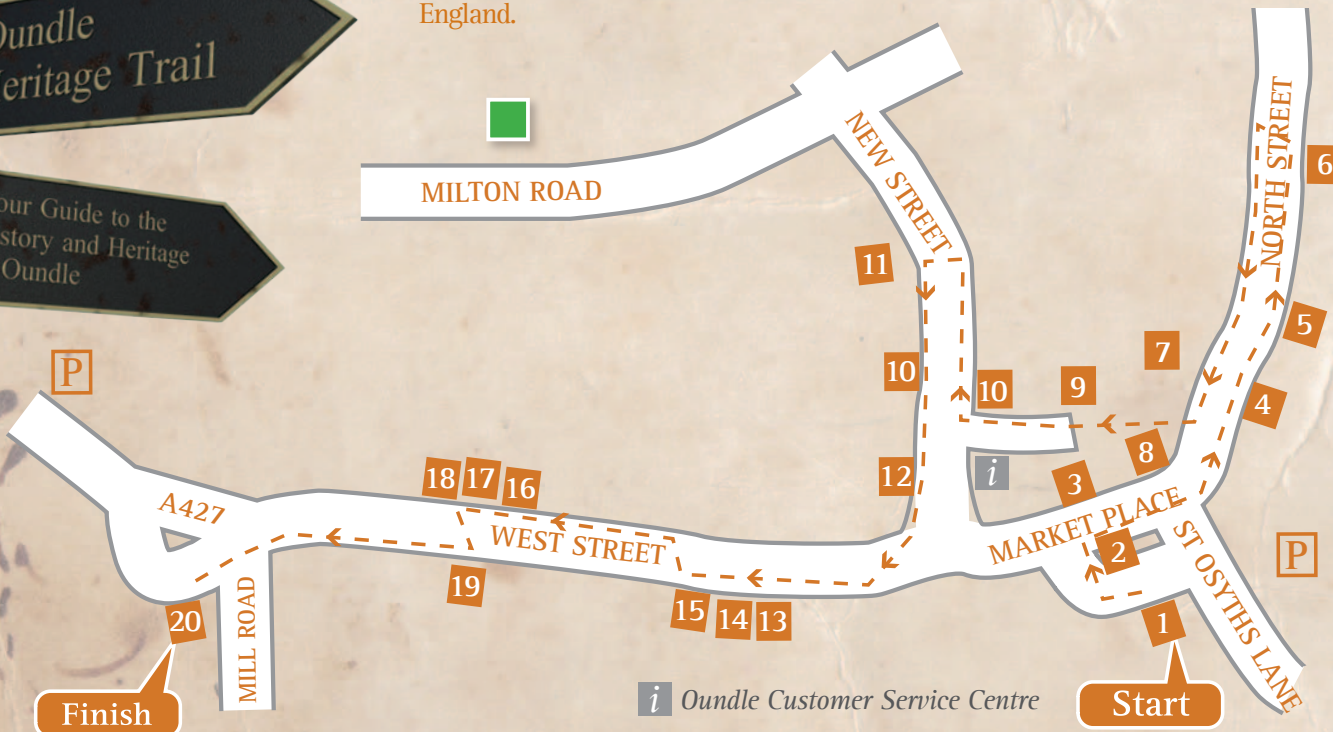 Oundle
Heritage Trail
England.
our Guide to the
story and Heritage
Oundle
MILTON ROAD
NEW STREET
NORTH STREET
6
11
5
P
7
10
10
9
4
8
12
i
3
18
17
16
A427
WEST STREET
MARKET PLACE
2
P
ST OSYTHS LANE
19
15
14
13
1
20
MILL ROAD
Finish
i Oundle Customer Service Centre
Start